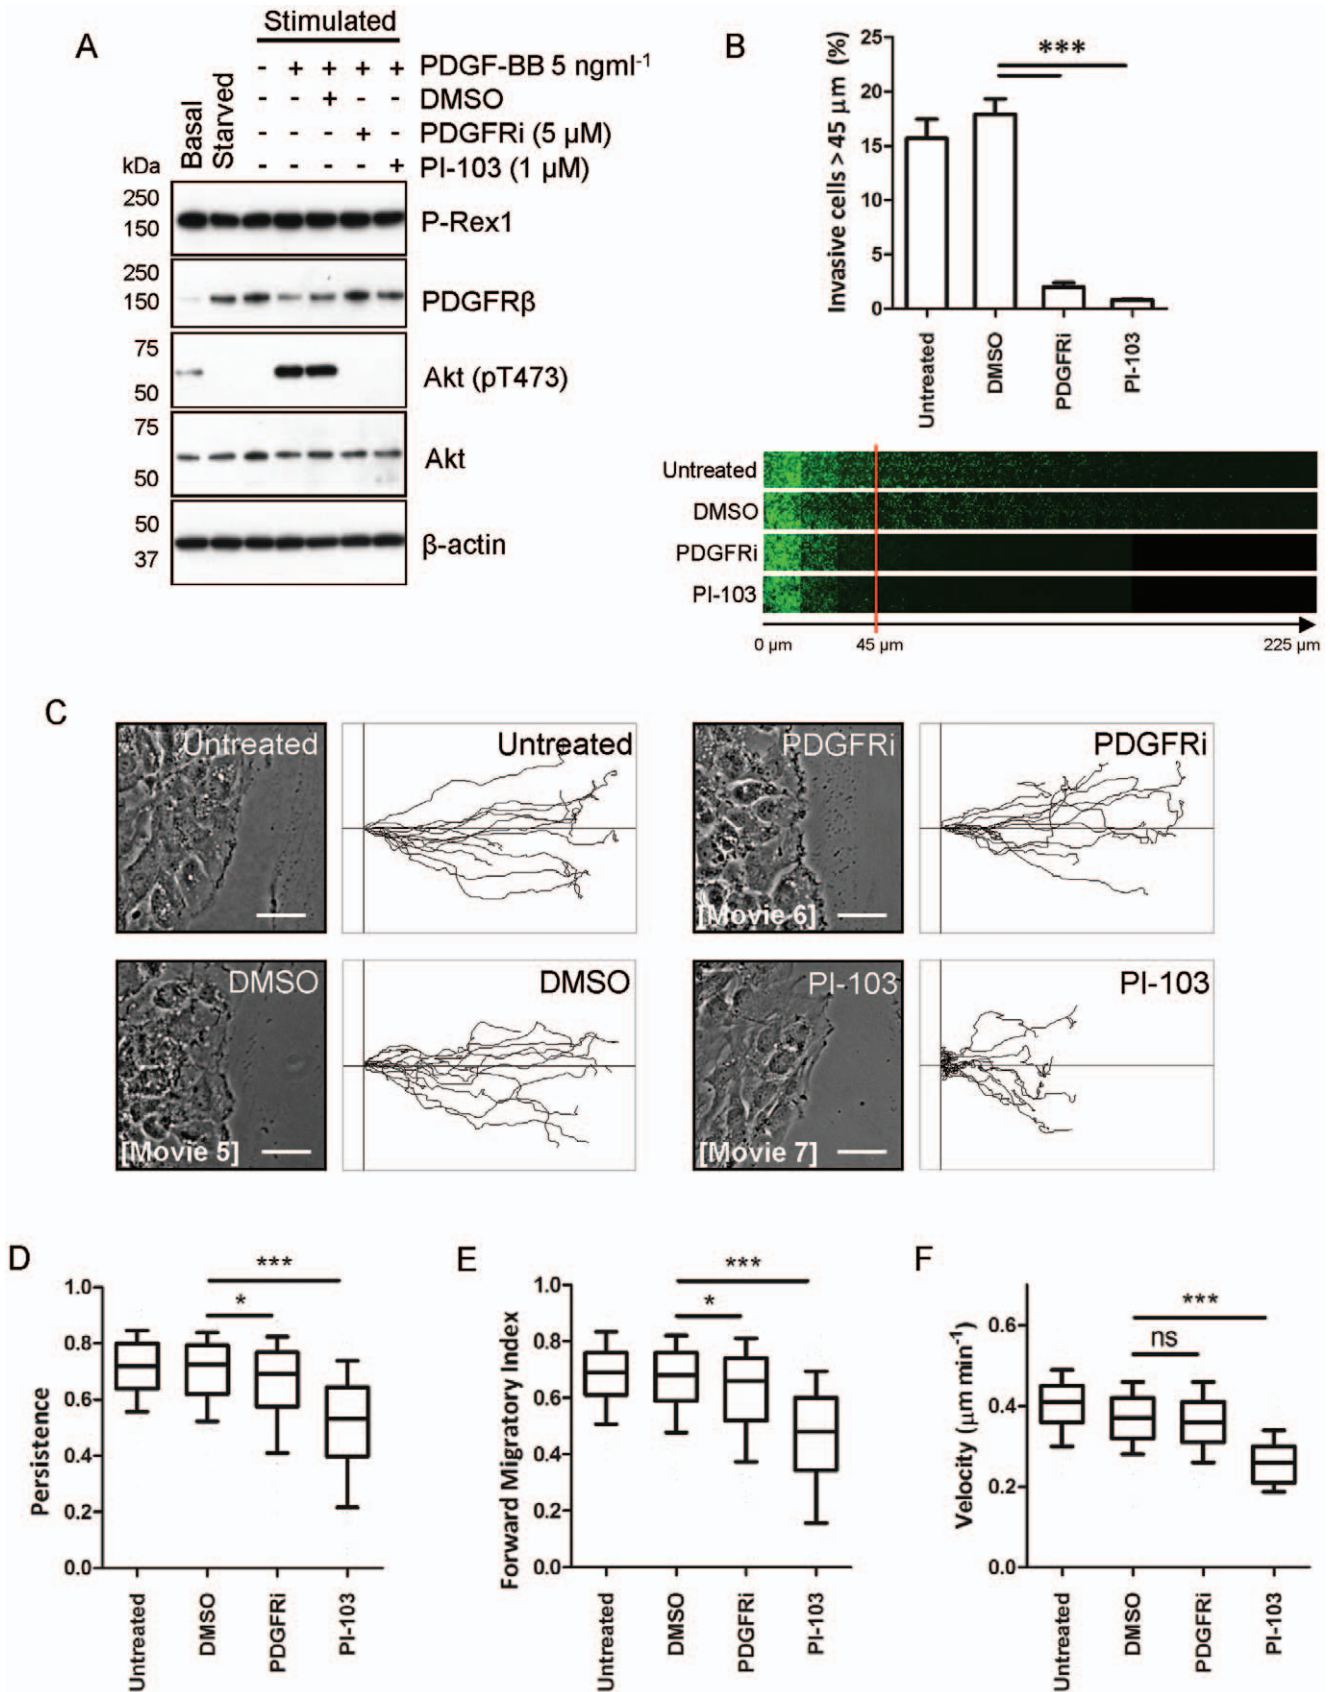 A
Stimulated
Basal
Starved
- + + + + PDGF-BB 5 ngml-1
- - + - - DMSO
- - - + - PDGFRi (5 µM)
- - - - + PI-103 (1 µM)
kDa
250
150
P-Rex1
250
150
PDGFRβ
75
50
Akt (pT473)
75
50
Akt
50
37
β-actin
B
Invasive cells > 45 µm (%)
25
20
15
10
5
0
***
Untreated
DMSO
PDGFRi
PI-103
Untreated
DMSO
PDGFRi
PI-103
0 µm
45 µm
225 µm
C
Untreated
Untreated
PDGFRi
[Movie 6]
PDGFRi
DMSO
[Movie 5]
DMSO
PI-103
[Movie 7]
PI-103
D
Persistence
1.0
0.8
0.6
0.4
0.2
0.0
***
*
Untreated
DMSO
PDGFRi
PI-103
E
Forward Migratory Index
1.0
0.8
0.6
0.4
0.2
0.0
***
*
Untreated
DMSO
PDGFRi
PI-103
F
Velocity (µm min-1)
0.6
0.4
0.2
0.0
***
ns
Untreated
DMSO
PDGFRi
PI-103